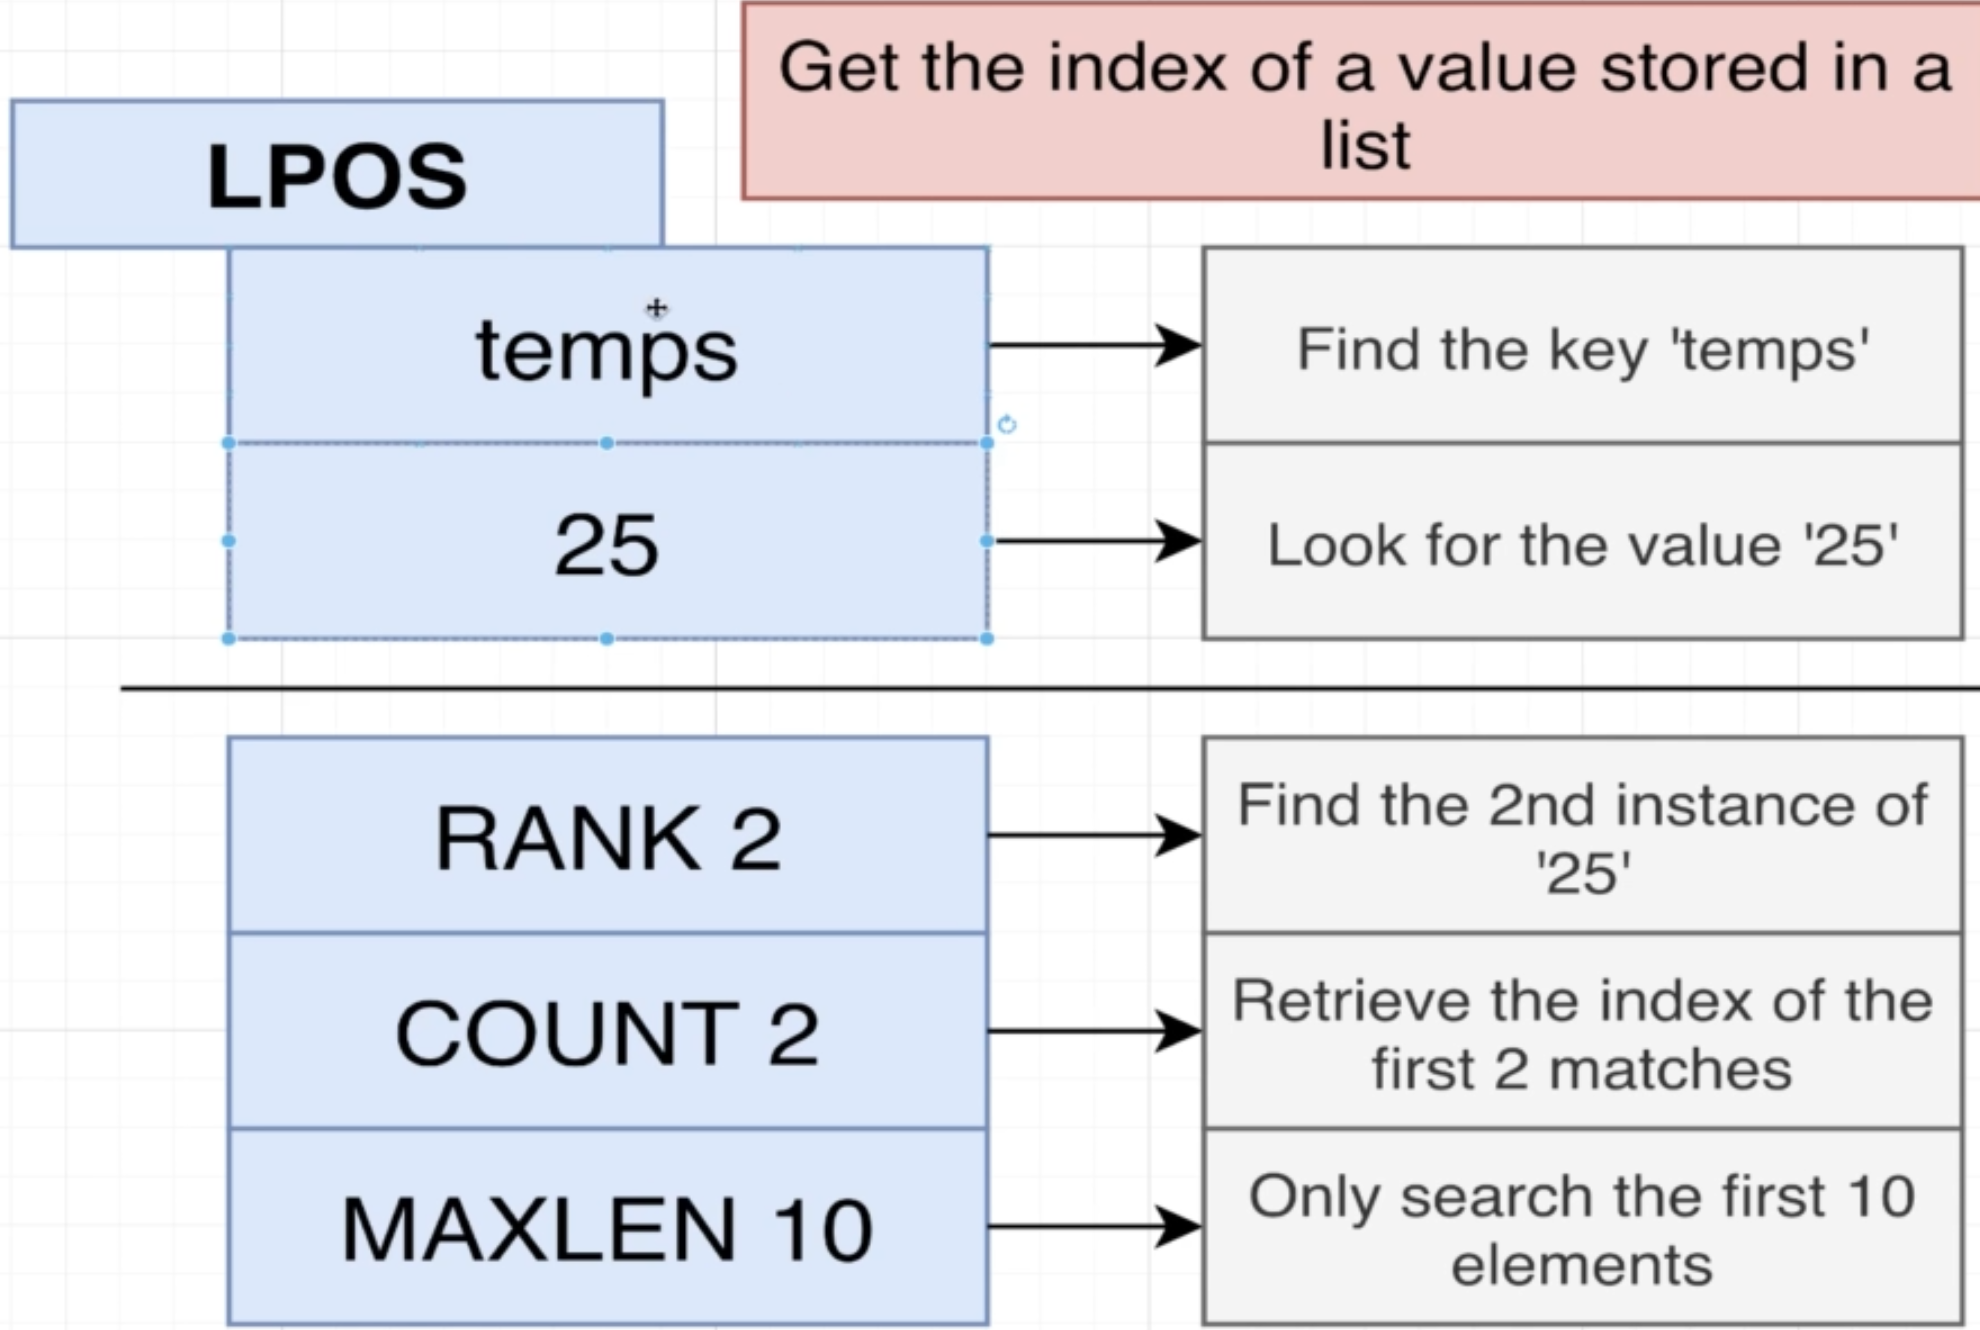 Get the index of a value stored in a
list
LPOS
temps
Find the key 'temps'
25
Look for the value '25'
RANK 2
Find the 2nd instance of
'25'
COUNT 2
Retrieve the index of the
first 2 matches
MAXLEN 10
Only search the first 10
elements